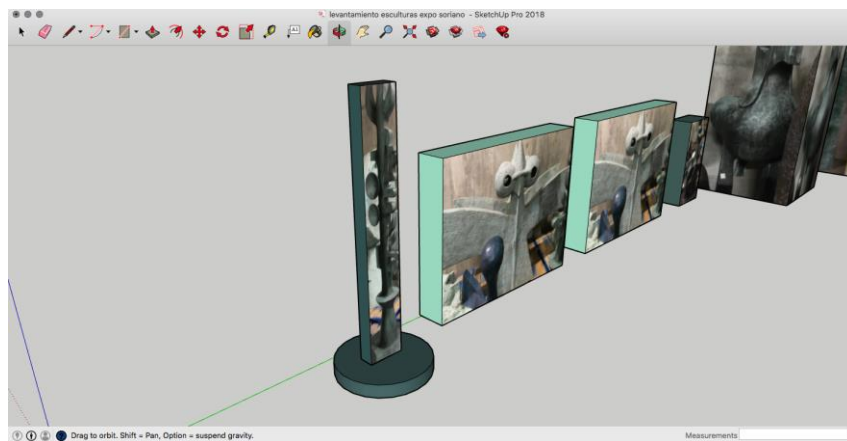 levantamiento esculturas expo soriano - SketchUp Pro 2018
Drag to orbit. Shift = Pan, Option = suspend gravity.
Measurements